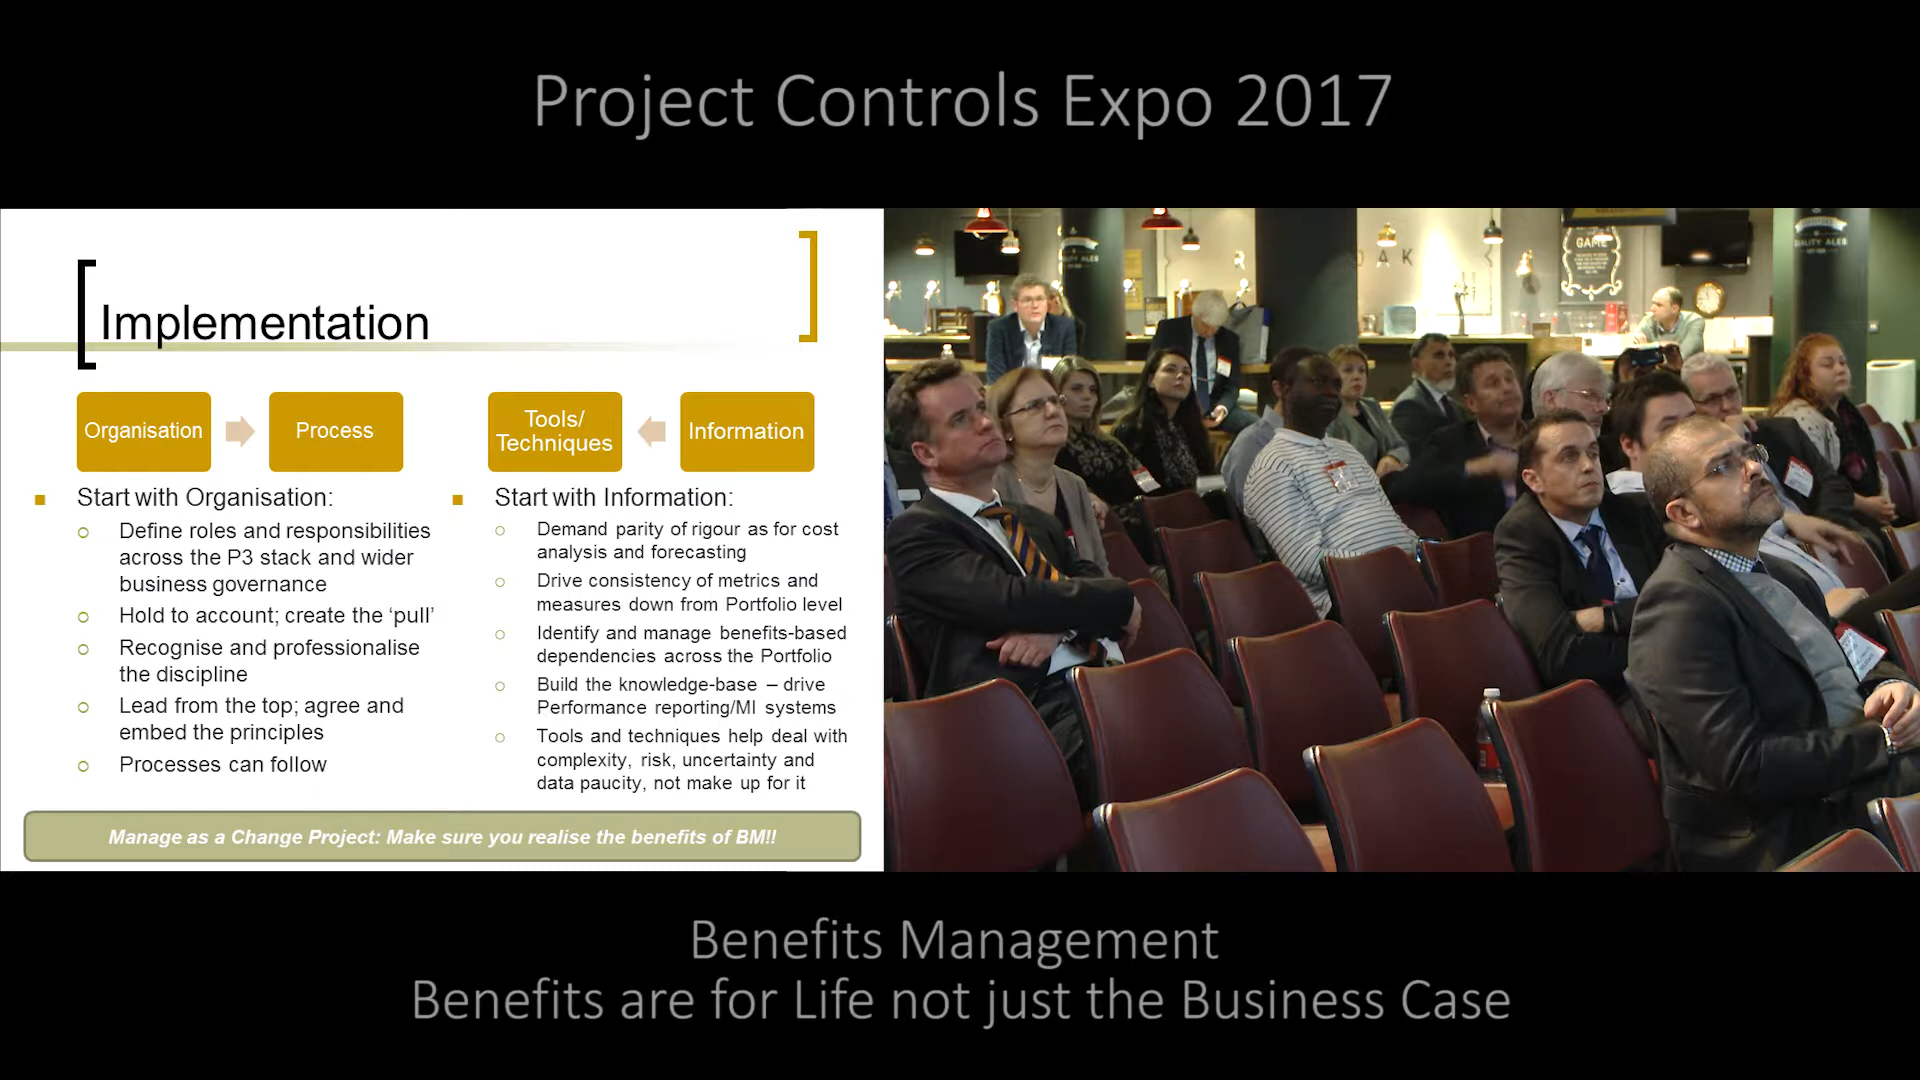 Project Controls Expo 2017
Implementation
Organisation
Process
Tools/
Techniques
Information
Start with Organisation:
Define roles and responsibilities
across the P3 stack and wider
business governance
Hold to account; create the ‘pull’
Recognise and professionalise
the discipline
Lead from the top; agree and
embed the principles
Processes can follow
Start with Information:
Demand parity of rigour as for cost
analysis and forecasting
Drive consistency of metrics and
measures down from Portfolio level
Identify and manage benefits-based
dependencies across the Portfolio
Build the knowledge-base – drive
Performance reporting/MI systems
Tools and techniques help deal with
complexity, risk, uncertainty and
data paucity, not make up for it
Manage as a Change Project: Make sure you realise the benefits of BM!!
GAME
Benefits Management
Benefits are for Life not just the Business Case